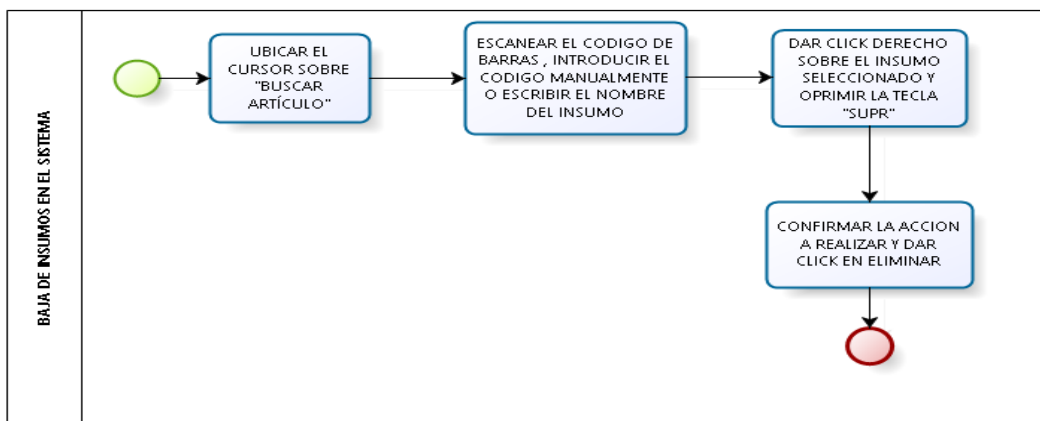 BAJA DE INSUMOS EN EL SISTEMA
UBICAR EL
CURSOR SOBRE
"BUSCAR
ARTÍCULO"
ESCANEAR EL CODIGO DE
BARRAS , INTRODUCIR EL
CODIGO MANUALMENTE
O ESCRIBIR EL NOMBRE
DEL INSUMO
DAR CLICK DERECHO
SOBRE EL INSUMO
SELECCIONADO Y
OPRIMIR LA TECLA
"SUPR"
CONFIRMAR LA ACCION
A REALIZAR Y DAR
CLICK EN ELIMINAR